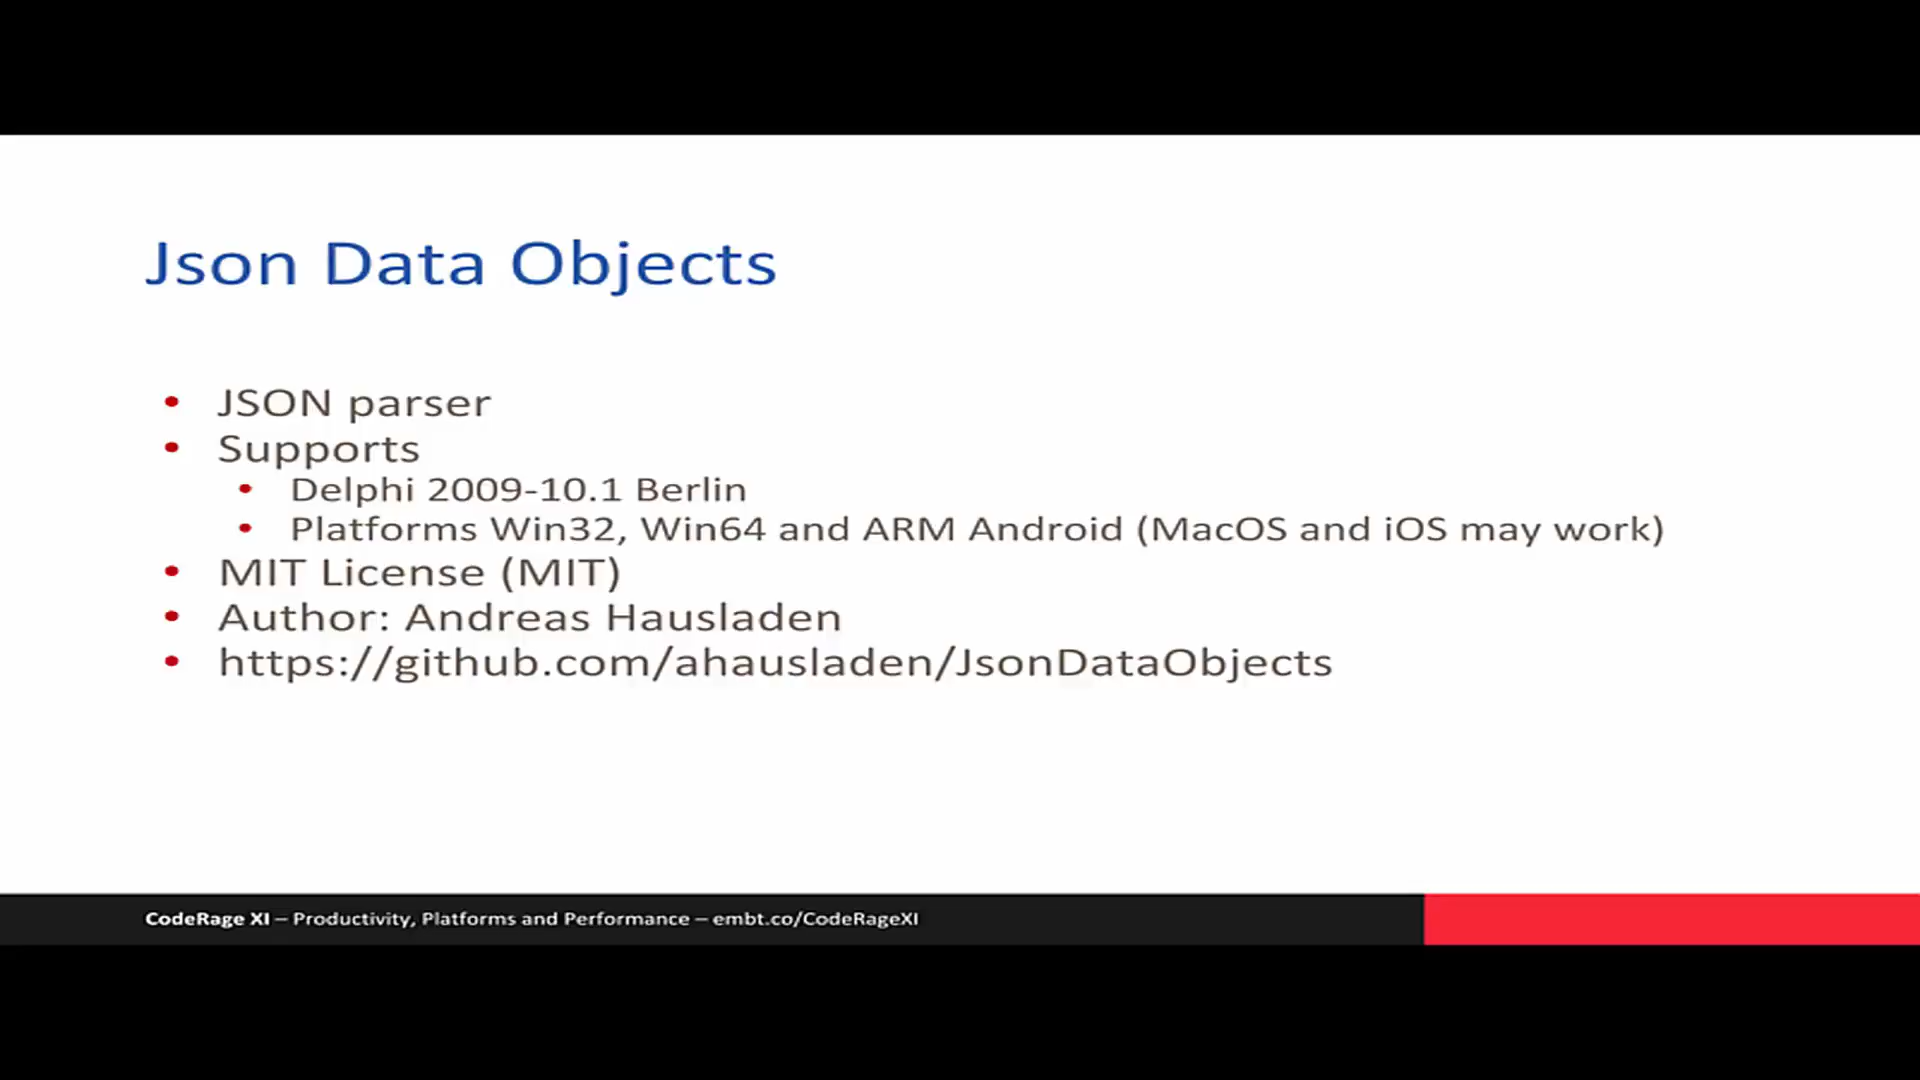 Json Data Objects
• JSON parser
• Supports
• Delphi 2009-10.1 Berlin
• Platforms Win32, Win64 and ARM Android (MacOS and iOS may work)
• MIT License (MIT)
• Author: Andreas Hausladen
• https://github.com/ahausladen/JsonDataObjects
CodeRage XI – Productivity, Platforms and Performance – embt.co/CodeRageXI